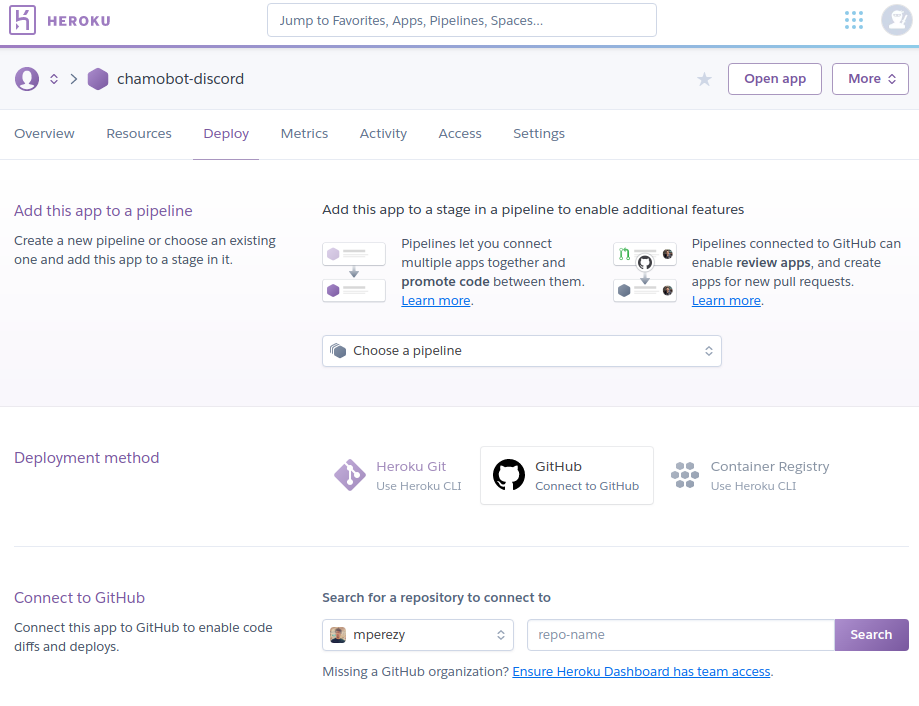 HEROKU
Jump to Favorites, Apps, Pipelines, Spaces...
chamobot-discord
Open app
More
Overview
Resources
Deploy
Metrics
Activity
Access
Settings
Add this app to a pipeline
Create a new pipeline or choose an existing
one and add this app to a stage in it.
Add this app to a stage in a pipeline to enable additional features
Pipelines let you connect
multiple apps together and
promote code between them.
Learn more.
Pipelines connected to GitHub can
enable review apps, and create
apps for new pull requests.
Learn more.
Choose a pipeline
Deployment method
Heroku Git
Use Heroku CLI
GitHub
Connect to GitHub
Container Registry
Use Heroku CLI
Connect to GitHub
Connect this app to GitHub to enable code
diffs and deploys.
Search for a repository to connect to
mperezy
repo-name
Search
Missing a GitHub organization? Ensure Heroku Dashboard has team access.